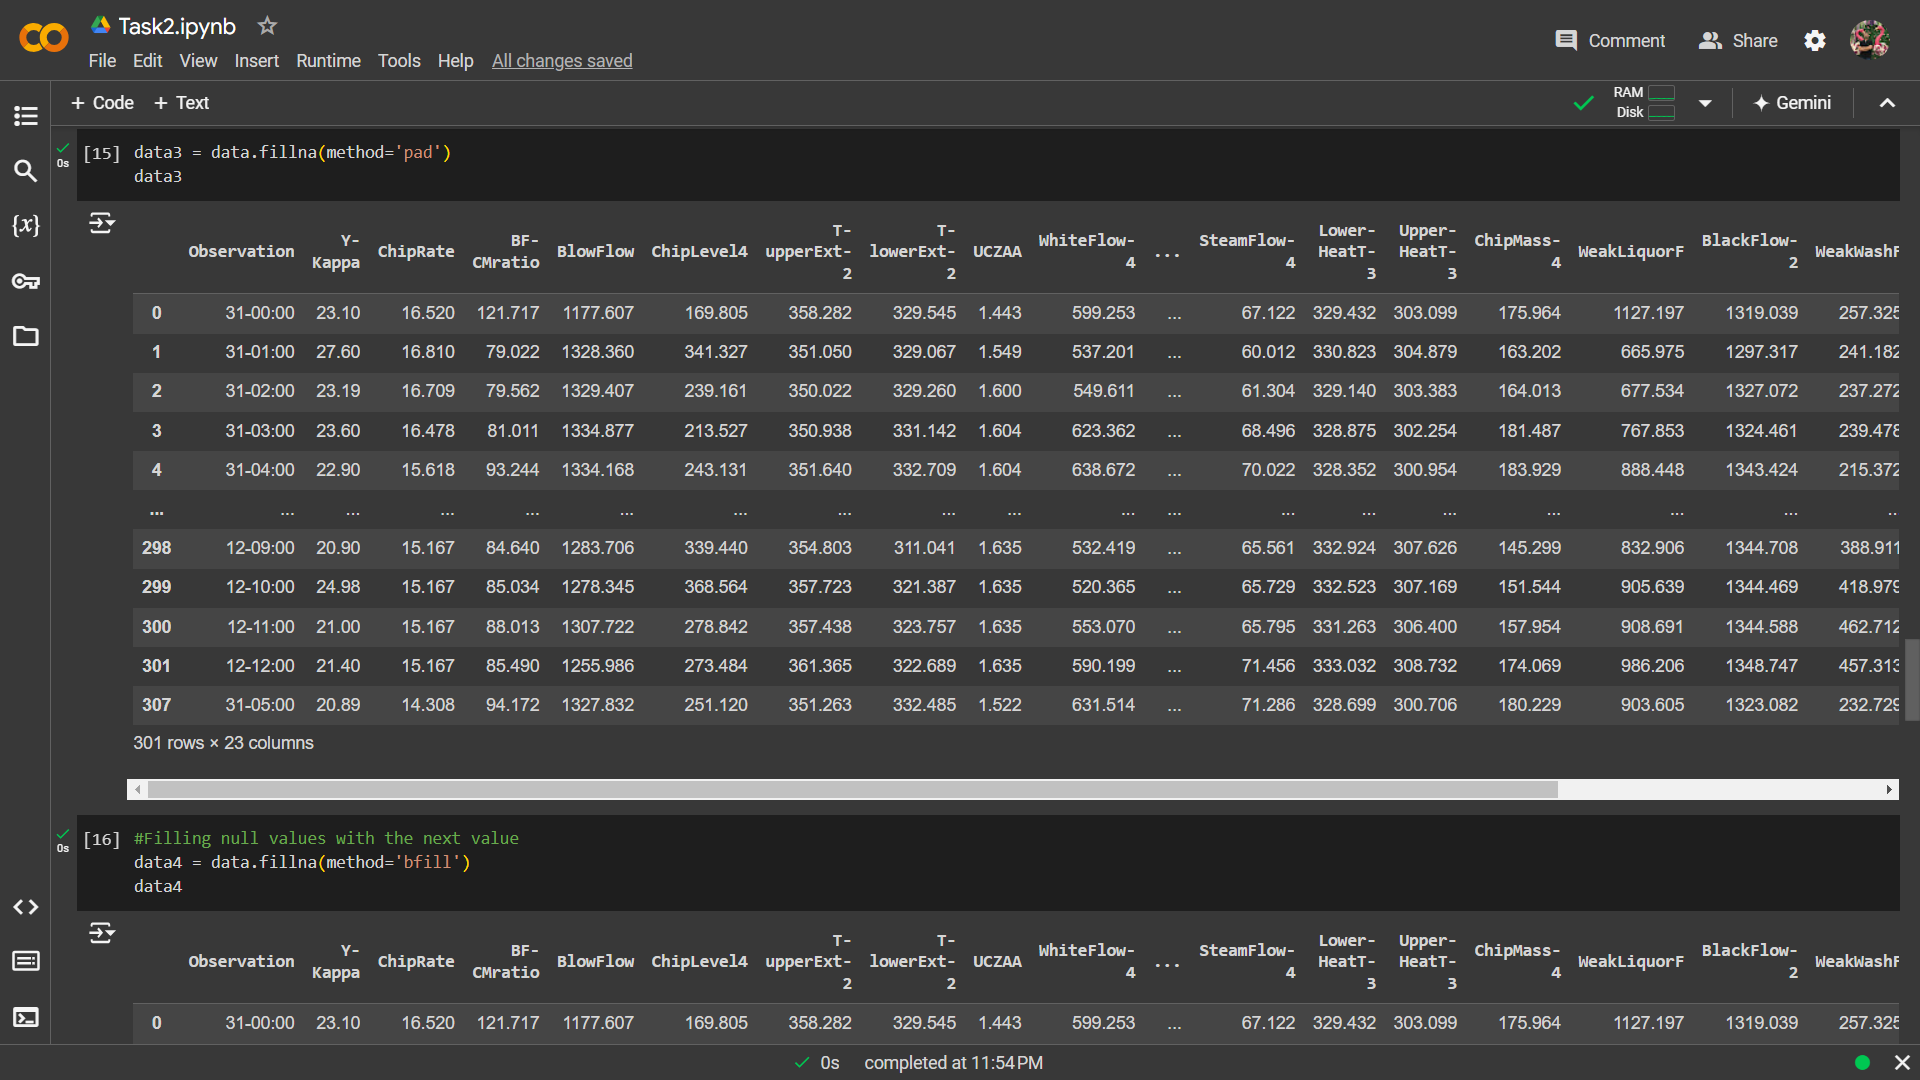 Task2.ipynb
File Edit View Insert Runtime Tools Help All changes saved
Comment Share
+ Code + Text
RAM
Disk
Gemini
0s
[15] data3 = data.fillna(method='pad')
data3
Observation Y-Kappa ChipRate BF-CMratio BlowFlow ChipLevel4 T-upperExt-2 T-lowerExt-2 UCZAA WhiteFlow-4 ... SteamFlow-4 Lower-HeatT-3 Upper-HeatT-3 ChipMass-4 WeakLiquorF BlackFlow-2 WeakWashF
0 31-00:00 23.10 16.520 121.717 1177.607 169.805 358.282 329.545 1.443 599.253 ... 67.122 329.432 303.099 175.964 1127.197 1319.039 257.325
1 31-01:00 27.60 16.810 79.022 1328.360 341.327 351.050 329.067 1.549 537.201 ... 60.012 330.823 304.879 163.202 665.975 1297.317 241.182
2 31-02:00 23.19 16.709 79.562 1329.407 239.161 350.022 329.260 1.600 549.611 ... 61.304 329.140 303.383 164.013 677.534 1327.072 237.272
3 31-03:00 23.60 16.478 81.011 1334.877 213.527 350.938 331.142 1.604 623.362 ... 68.496 328.875 302.254 181.487 767.853 1324.461 239.478
4 31-04:00 22.90 15.618 93.244 1334.168 243.131 351.640 332.709 1.604 638.672 ... 70.022 328.352 300.954 183.929 888.448 1343.424 215.372
... ... ... ... ... ... ... ... ... ... ... ... ... ... ... ... ... ... ..
298 12-09:00 20.90 15.167 84.640 1283.706 339.440 354.803 311.041 1.635 532.419 ... 65.561 332.924 307.626 145.299 832.906 1344.708 388.911
299 12-10:00 24.98 15.167 85.034 1278.345 368.564 357.723 321.387 1.635 520.365 ... 65.729 332.523 307.169 151.544 905.639 1344.469 418.979
300 12-11:00 21.00 15.167 88.013 1307.722 278.842 357.438 323.757 1.635 553.070 ... 65.795 331.263 306.400 157.954 908.691 1344.588 462.712
301 12-12:00 21.40 15.167 85.490 1255.986 273.484 361.365 322.689 1.635 590.199 ... 71.456 333.032 308.732 174.069 986.206 1348.747 457.313
307 31-05:00 20.89 14.308 94.172 1327.832 251.120 351.263 332.485 1.522 631.514 ... 71.286 328.699 300.706 180.229 903.605 1323.082 232.729
301 rows × 23 columns
0s
[16] #Filling null values with the next value
data4 = data.fillna(method='bfill')
data4
Observation Y-Kappa ChipRate BF-CMratio BlowFlow ChipLevel4 T-upperExt-2 T-lowerExt-2 UCZAA WhiteFlow-4 ... SteamFlow-4 Lower-HeatT-3 Upper-HeatT-3 ChipMass-4 WeakLiquorF BlackFlow-2 WeakWashF
0 31-00:00 23.10 16.520 121.717 1177.607 169.805 358.282 329.545 1.443 599.253 ... 67.122 329.432 303.099 175.964 1127.197 1319.039 257.325
0s completed at 11:54 PM